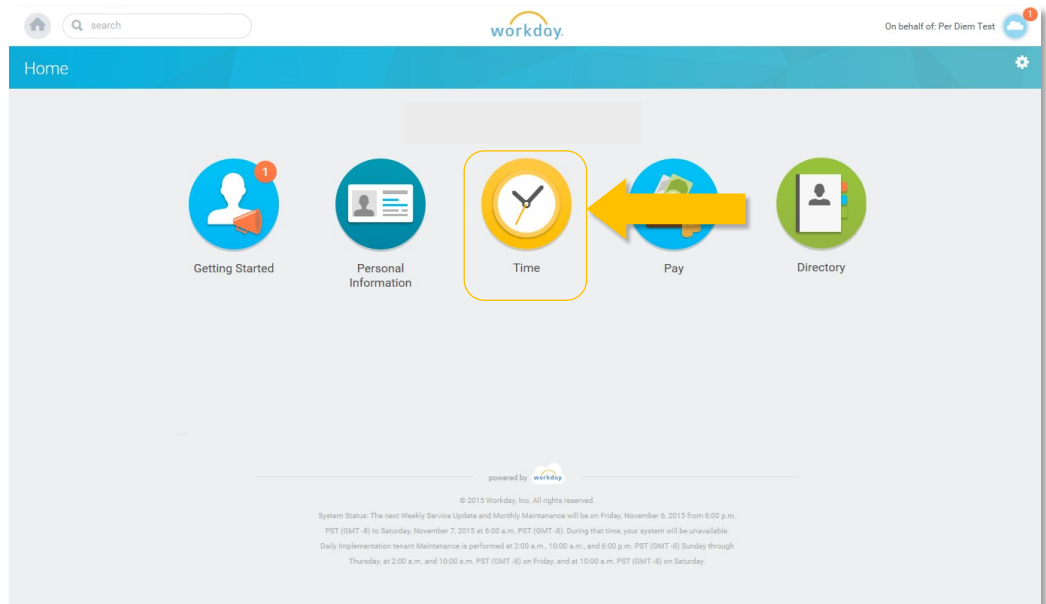 search
workday.
On behalf of: Per Diem Test
1
Home
1
Getting Started
Personal
Information
Time
Pay
Directory
powered by workday.
© 2015 Workday, Inc. All rights reserved.
System Status: The next Weekly Service Update and Monthly Maintenance will be on Friday, November 6, 2015 from 6:00 p.m.
PST (GMT -8) to Saturday, November 7, 2015 at 6:00 a.m. PST (GMT -8). During that time, your system will be unavailable.
Daily Implementation tenant Maintenance is performed at 2:00 a.m., 10:00 a.m., and 6:00 p.m. PST (GMT -8) Sunday through
Thursday, at 2:00 a.m. and 10:00 a.m. PST (GMT -8) on Friday, and at 10:00 a.m. PST (GMT -8) on Saturday.